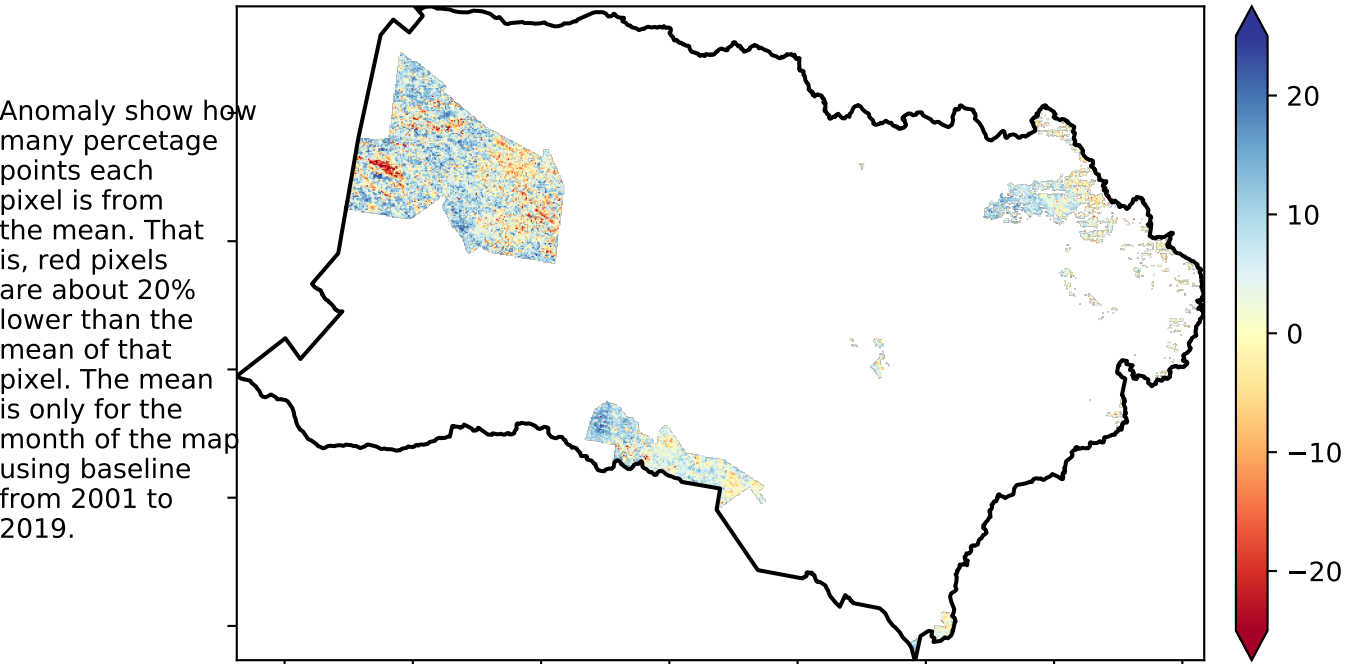 Anomaly show how
many percetage
points each
pixel is from
the mean. That
is, red pixels
are about 20%
lower than the
mean of that
pixel. The mean
is only for the
month of the map
using baseline
from 2001 to
2019.
20
10
0
−10
−20